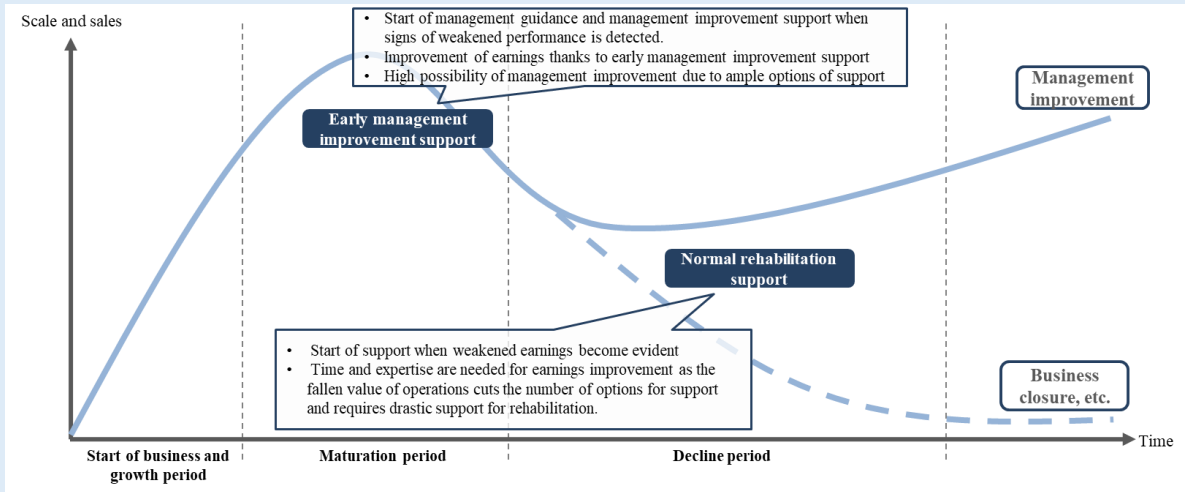 Scale and sales
• Start of management guidance and management improvement support when
signs of weakened performance is detected.
• Improvement of earnings thanks to early management improvement support
• High possibility of management improvement due to ample options of support
Management
improvement
Early management
improvement support
Normal rehabilitation
support
• Start of support when weakened earnings become evident
• Time and expertise are needed for earnings improvement as the
fallen value of operations cuts the number of options for support
and requires drastic support for rehabilitation.
Business
closure, etc.
Time
Start of business and
growth period
Maturation period
Decline period